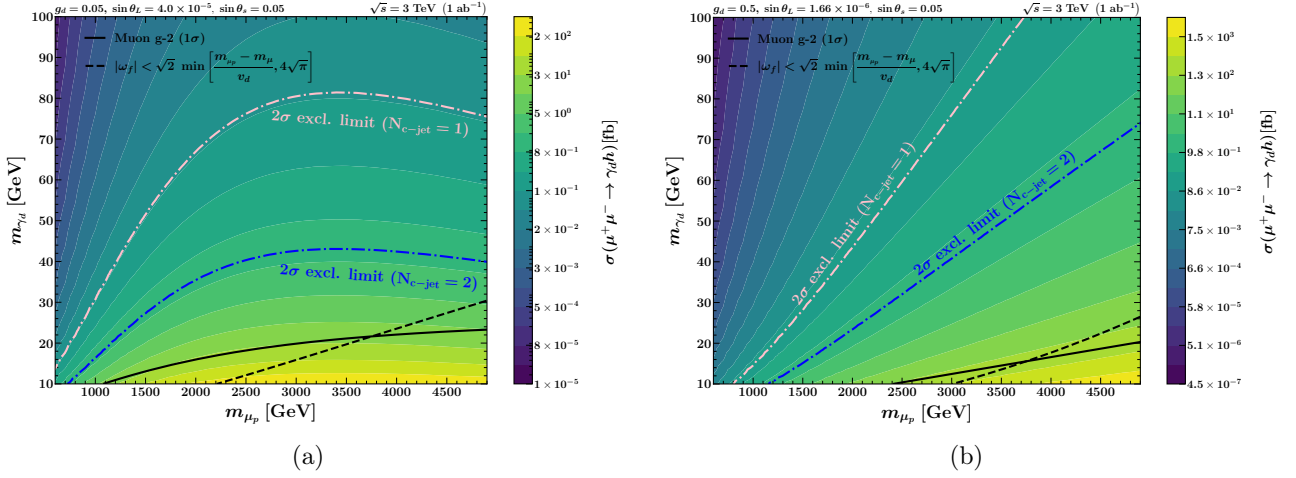 g_d = 0.05, sin θ_L = 4.0 × 10^{-5}, sin θ_s = 0.05
√s = 3 TeV (1 ab^{-1})
Muon g-2 (1σ)
|ω_f| < √2 min [ (m_{μ_p} − m_μ) / v_d, 4√π ]
2σ excl. limit (N_{c−jet} = 1)
2σ excl. limit (N_{c−jet} = 2)
100
90
80
70
60
50
40
30
20
10
m_{γ_d} [GeV]
1000 1500 2000 2500 3000 3500 4000 4500
m_{μ_p} [GeV]
2 × 10^2
3 × 10^1
5 × 10^0
8 × 10^{-1}
1 × 10^{-1}
2 × 10^{-2}
3 × 10^{-3}
5 × 10^{-4}
8 × 10^{-5}
1 × 10^{-5}
σ(μ^+μ^− → γ_d h) [fb]
(a)
g_d = 0.5, sin θ_L = 1.66 × 10^{-6}, sin θ_s = 0.05
√s = 3 TeV (1 ab^{-1})
Muon g-2 (1σ)
|ω_f| < √2 min [ (m_{μ_p} − m_μ) / v_d, 4√π ]
2σ excl. limit (N_{c−jet} = 1)
2σ excl. limit (N_{c−jet} = 2)
100
90
80
70
60
50
40
30
20
10
m_{γ_d} [GeV]
1000 1500 2000 2500 3000 3500 4000 4500
m_{μ_p} [GeV]
1.5 × 10^3
1.3 × 10^2
1.1 × 10^1
9.1 × 10^{-1}
9.6 × 10^{-2}
8.6 × 10^{-3}
7.4 × 10^{-4}
6.6 × 10^{-5}
5.1 × 10^{-6}
4.5 × 10^{-7}
σ(μ^+μ^− → γ_d h) [fb]
(b)